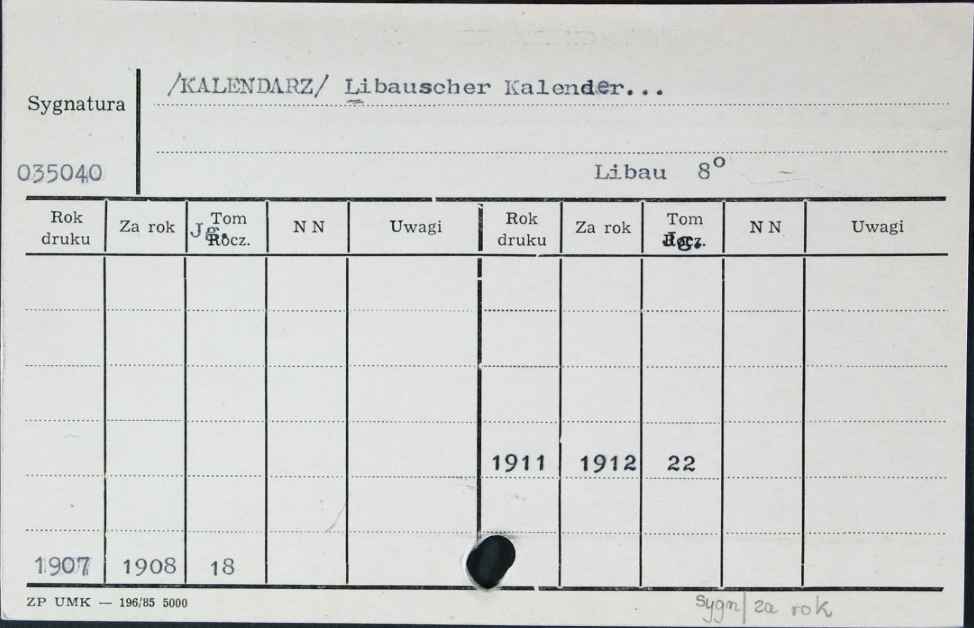 /KALENDARZ/ Libauscher Kalender...
Sygnatura
035040
Libau 8°
Rok druku Za rok Tom Rocz. Jg. N N Uwagi Rok druku Za rok Tom Rocz. Jg. N N Uwagi
1911 1912 22
1907 1908 18
ZP UMK — 196/85 5000
sygn/za rok